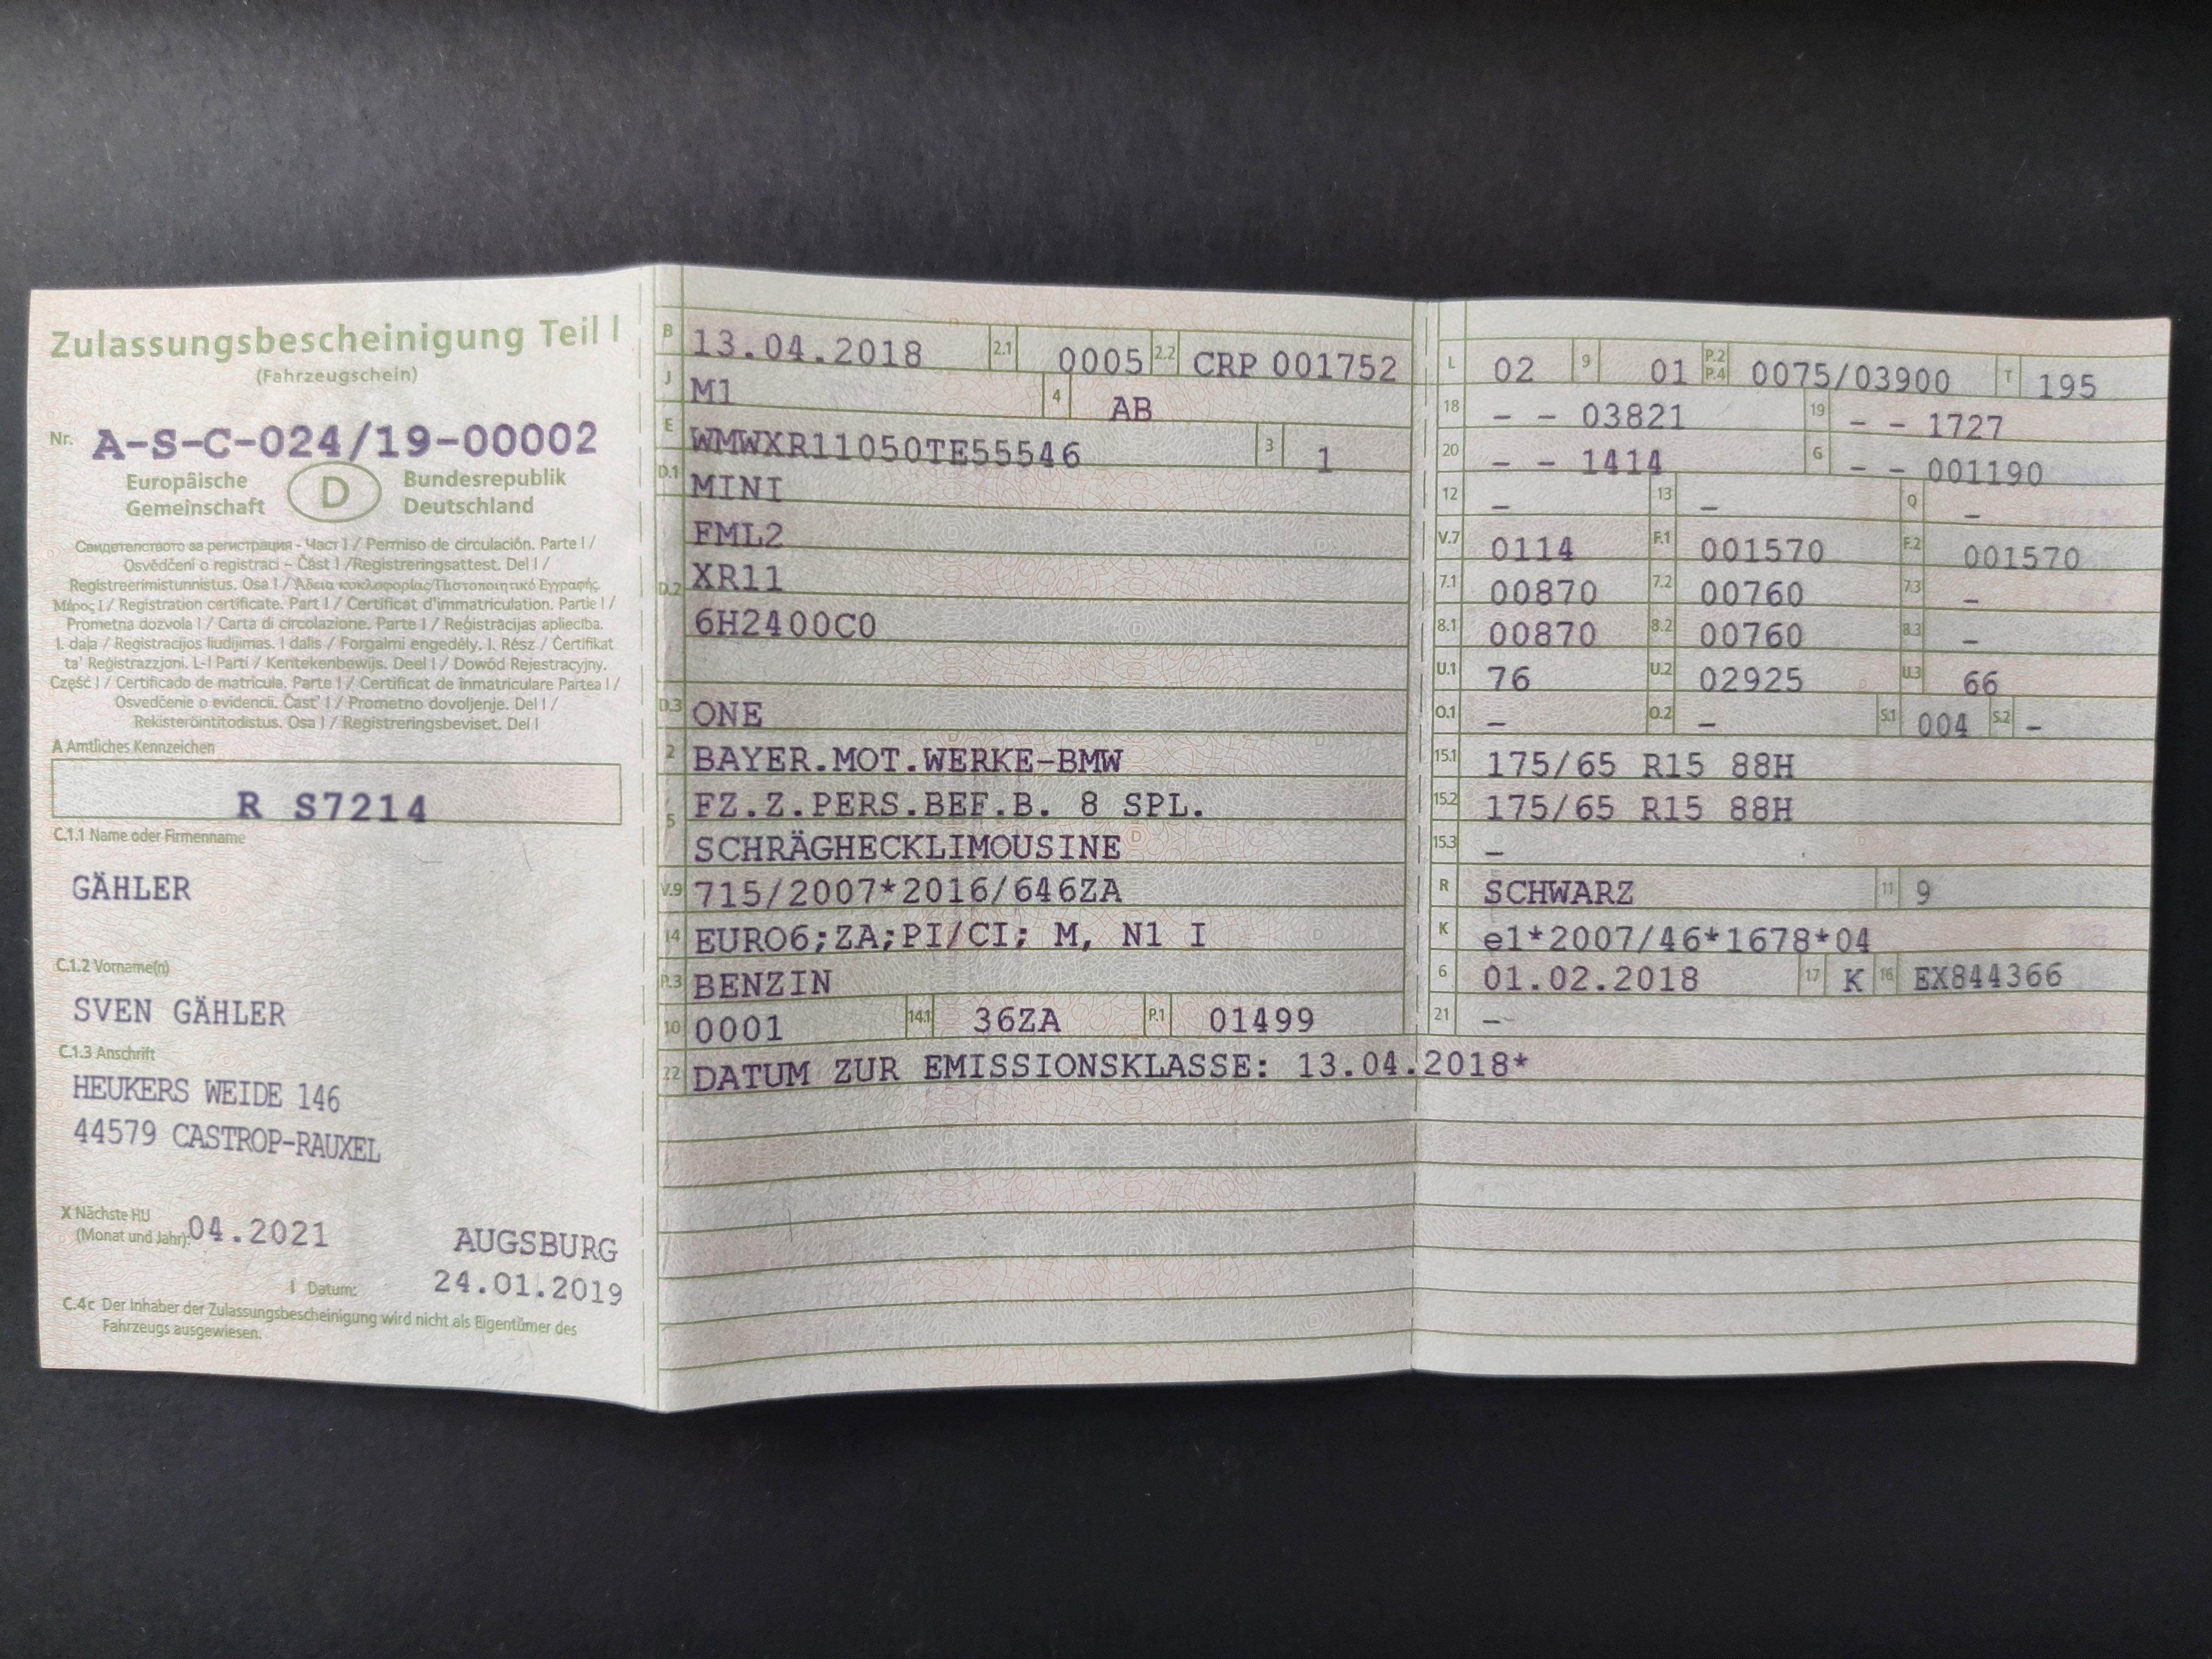 Zulassungsbescheinigung Teil I
(Fahrzeugschein)
Nr. A-S-C-024/19-00002
Europäische Gemeinschaft D Bundesrepublik Deutschland
Свидетелството за регистрация - Част I / Permiso de circulación. Parte I /
Osvědčení o registraci – Část I /Registreringsattest. Del I /
Registreerimistunnistus. Osa I / Άδεια κυκλοφορίας/Πιστοποιητικό Εγγραφής.
Μέρος I / Registration certificate. Part I / Certificat d'immatriculation. Partie I /
Prometna dozvola I / Carta di circolazione. Parte I / Reģistrācijas apliecība.
I. daļa / Registracijos liudijimas. I dalis / Forgalmi engedély. I. Rész / Ċertifikat
ta' Reġistrazzjoni. L-I Parti / Kentekenbewijs. Deel I / Dowód Rejestracyjny.
Część I / Certificado de matrícula. Parte I / Certificat de înmatriculare Partea I /
Osvedčenie o evidencii. Časť I / Prometno dovoljenje. Del I /
Rekisteröintitodistus. Osa I / Registreringsbeviset. Del I
A Amtliches Kennzeichen
R S7214
C.1.1 Name oder Firmenname
GÄHLER
C.1.2 Vorname(n)
SVEN GÄHLER
C.1.3 Anschrift
HEUKERS WEIDE 146
44579 CASTROP-RAUXEL
X Nächste HU
(Monat und Jahr): 04.2021
AUGSBURG
I Datum: 24.01.2019
C.4c Der Inhaber der Zulassungsbescheinigung wird nicht als Eigentümer des
Fahrzeugs ausgewiesen.
B 13.04.2018 2.1 0005 2.2 CRP 001752
J M1 4 AB
E WMWXR11050TE55546 3 1
D.1 MINI
FML2
D.2 XR11
6H2400C0
D.3 ONE
2 BAYER.MOT.WERKE-BMW
5 FZ.Z.PERS.BEF.B. 8 SPL.
SCHRÄGHECKLIMOUSINE
V.9 715/2007*2016/646ZA
14 EURO6;ZA;PI/CI; M, N1 I
P.3 BENZIN
10 0001 14.1 36ZA P.1 01499
22 DATUM ZUR EMISSIONSKLASSE: 13.04.2018*
L 02 9 01 P.2 P.4 0075/03900 T 195
18 - - 03821 19 - - 1727
20 - - 1414 G - - 001190
12 - 13 - Q -
V.7 0114 F.1 001570 F.2 001570
7.1 00870 7.2 00760 7.3 -
8.1 00870 8.2 00760 8.3 -
U.1 76 U.2 02925 U.3 66
O.1 - O.2 - S.1 004 S.2 -
15.1 175/65 R15 88H
15.2 175/65 R15 88H
15.3 -
R SCHWARZ 11 9
K e1*2007/46*1678*04
6 01.02.2018 17 K 16 EX844366
21 -